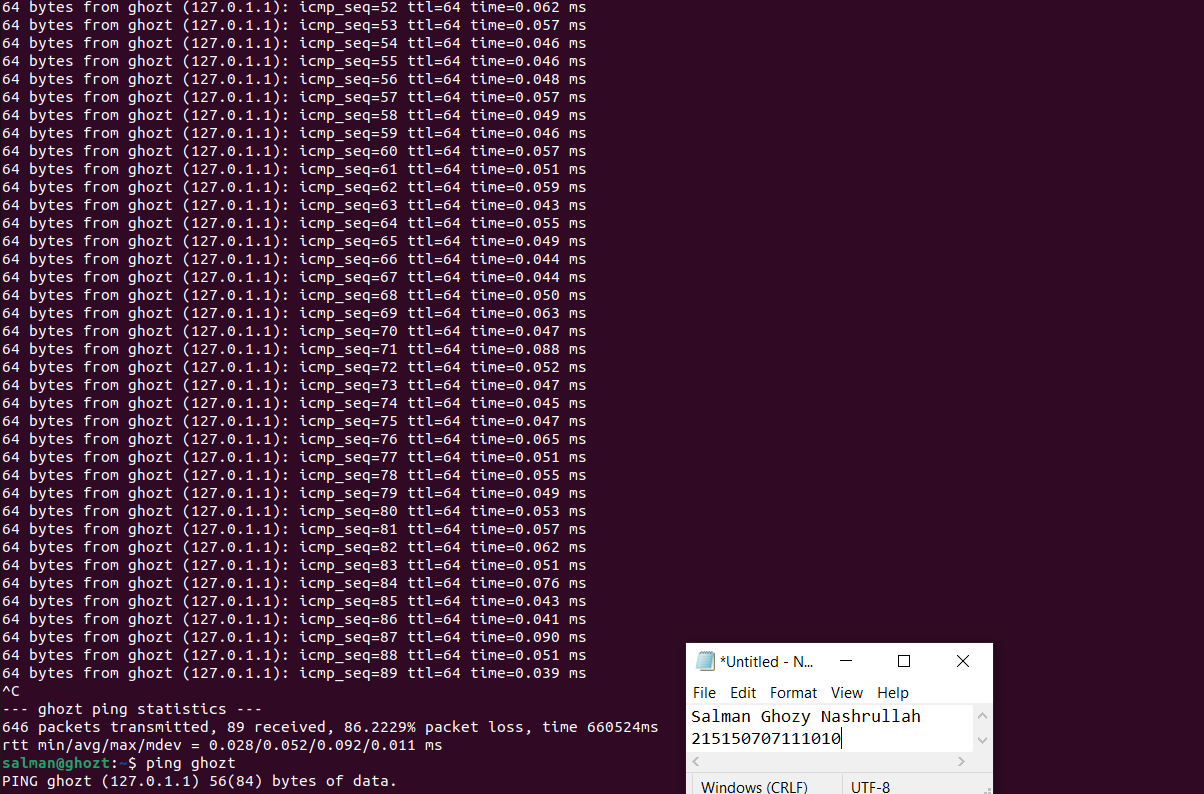 64 bytes from ghozt (127.0.1.1): icmp_seq=52 ttl=64 time=0.062 ms
64 bytes from ghozt (127.0.1.1): icmp_seq=53 ttl=64 time=0.057 ms
64 bytes from ghozt (127.0.1.1): icmp_seq=54 ttl=64 time=0.046 ms
64 bytes from ghozt (127.0.1.1): icmp_seq=55 ttl=64 time=0.046 ms
64 bytes from ghozt (127.0.1.1): icmp_seq=56 ttl=64 time=0.048 ms
64 bytes from ghozt (127.0.1.1): icmp_seq=57 ttl=64 time=0.057 ms
64 bytes from ghozt (127.0.1.1): icmp_seq=58 ttl=64 time=0.049 ms
64 bytes from ghozt (127.0.1.1): icmp_seq=59 ttl=64 time=0.046 ms
64 bytes from ghozt (127.0.1.1): icmp_seq=60 ttl=64 time=0.057 ms
64 bytes from ghozt (127.0.1.1): icmp_seq=61 ttl=64 time=0.051 ms
64 bytes from ghozt (127.0.1.1): icmp_seq=62 ttl=64 time=0.059 ms
64 bytes from ghozt (127.0.1.1): icmp_seq=63 ttl=64 time=0.043 ms
64 bytes from ghozt (127.0.1.1): icmp_seq=64 ttl=64 time=0.055 ms
64 bytes from ghozt (127.0.1.1): icmp_seq=65 ttl=64 time=0.049 ms
64 bytes from ghozt (127.0.1.1): icmp_seq=66 ttl=64 time=0.044 ms
64 bytes from ghozt (127.0.1.1): icmp_seq=67 ttl=64 time=0.044 ms
64 bytes from ghozt (127.0.1.1): icmp_seq=68 ttl=64 time=0.050 ms
64 bytes from ghozt (127.0.1.1): icmp_seq=69 ttl=64 time=0.063 ms
64 bytes from ghozt (127.0.1.1): icmp_seq=70 ttl=64 time=0.047 ms
64 bytes from ghozt (127.0.1.1): icmp_seq=71 ttl=64 time=0.088 ms
64 bytes from ghozt (127.0.1.1): icmp_seq=72 ttl=64 time=0.052 ms
64 bytes from ghozt (127.0.1.1): icmp_seq=73 ttl=64 time=0.047 ms
64 bytes from ghozt (127.0.1.1): icmp_seq=74 ttl=64 time=0.045 ms
64 bytes from ghozt (127.0.1.1): icmp_seq=75 ttl=64 time=0.047 ms
64 bytes from ghozt (127.0.1.1): icmp_seq=76 ttl=64 time=0.065 ms
64 bytes from ghozt (127.0.1.1): icmp_seq=77 ttl=64 time=0.051 ms
64 bytes from ghozt (127.0.1.1): icmp_seq=78 ttl=64 time=0.055 ms
64 bytes from ghozt (127.0.1.1): icmp_seq=79 ttl=64 time=0.049 ms
64 bytes from ghozt (127.0.1.1): icmp_seq=80 ttl=64 time=0.053 ms
64 bytes from ghozt (127.0.1.1): icmp_seq=81 ttl=64 time=0.057 ms
64 bytes from ghozt (127.0.1.1): icmp_seq=82 ttl=64 time=0.062 ms
64 bytes from ghozt (127.0.1.1): icmp_seq=83 ttl=64 time=0.051 ms
64 bytes from ghozt (127.0.1.1): icmp_seq=84 ttl=64 time=0.076 ms
64 bytes from ghozt (127.0.1.1): icmp_seq=85 ttl=64 time=0.043 ms
64 bytes from ghozt (127.0.1.1): icmp_seq=86 ttl=64 time=0.041 ms
64 bytes from ghozt (127.0.1.1): icmp_seq=87 ttl=64 time=0.090 ms
64 bytes from ghozt (127.0.1.1): icmp_seq=88 ttl=64 time=0.051 ms
64 bytes from ghozt (127.0.1.1): icmp_seq=89 ttl=64 time=0.039 ms
^C
--- ghozt ping statistics ---
646 packets transmitted, 89 received, 86.2229% packet loss, time 660524ms
rtt min/avg/max/mdev = 0.028/0.052/0.092/0.011 ms
salman@ghozt:~$ ping ghozt
PING ghozt (127.0.1.1) 56(84) bytes of data.
*Untitled - N...
File Edit Format View Help
Salman Ghozy Nashrullah
215150707111010
Windows (CRLF) UTF-8